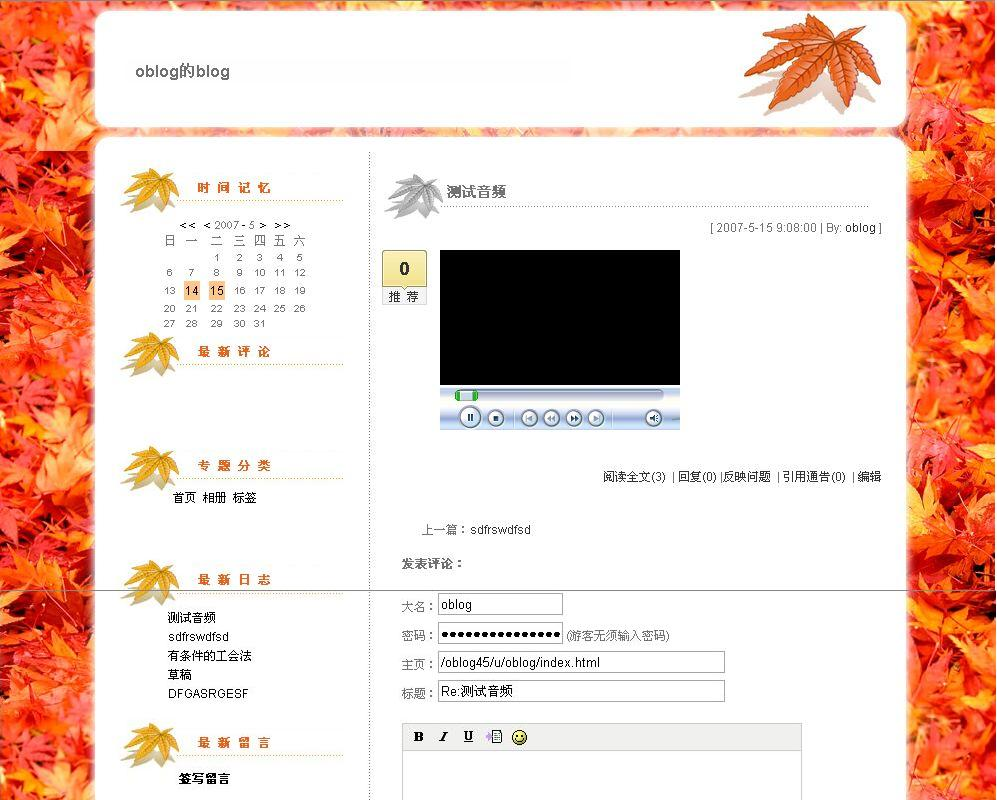 oblog的blog
时间记忆
<< < 2007 - 5 > >>
日 一 二 三 四 五 六
1 2 3 4 5
6 7 8 9 10 11 12
13 14 15 16 17 18 19
20 21 22 23 24 25 26
27 28 29 30 31
最新评论
专题分类
首页 相册 标签
最新日志
测试音频
sdfrswdfsd
有条件的工会法
草稿
DFGASRGESF
最新留言
签写留言
测试音频
[ 2007-5-15 9:08:00 | By: oblog ]
0
推荐
阅读全文(3) | 回复(0) |反映问题 | 引用通告(0) | 编辑
上一篇：sdfrswdfsd
发表评论：
大名：oblog
密码：●●●●●●●●●●●●●●● (游客无须输入密码)
主页：/oblog45/u/oblog/index.html
标题：Re:测试音频
B I U